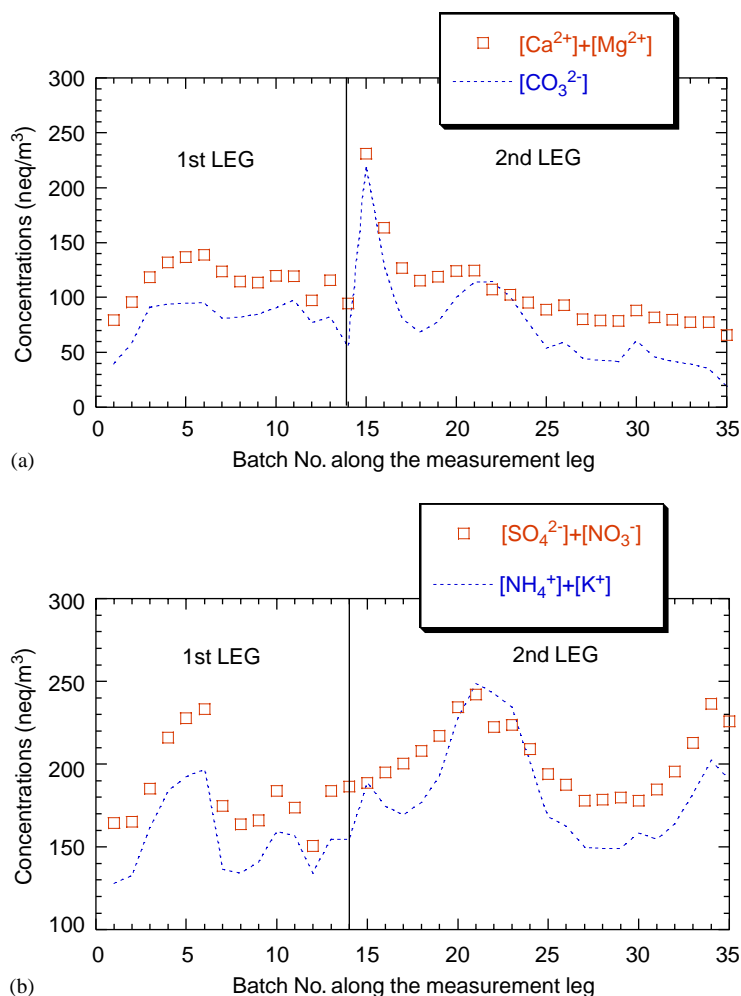 [Ca²⁺]+[Mg²⁺]
[CO₃²⁻]
300
250
200
150
100
50
0
Concentrations (neq/m³)
1st LEG
2nd LEG
0 5 10 15 20 25 30 35
Batch No. along the measurement leg
(a)
[SO₄²⁻]+[NO₃⁻]
[NH₄⁺]+[K⁺]
300
250
200
150
100
Concentrations (neq/m³)
1st LEG
2nd LEG
0 5 10 15 20 25 30 35
Batch No. along the measurement leg
(b)